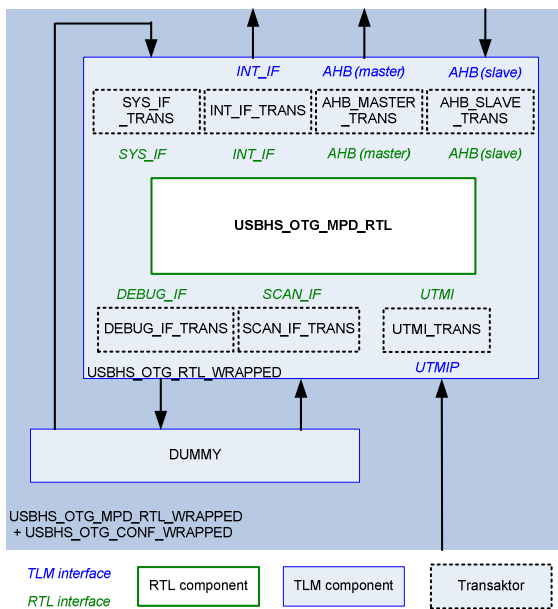 INT_IF AHB (master) AHB (slave)
SYS_IF
_TRANS
INT_IF_TRANS
AHB_MASTER
_TRANS
AHB_SLAVE
_TRANS
SYS_IF INT_IF AHB (master) AHB (slave)
USBHS_OTG_MPD_RTL
DEBUG_IF SCAN_IF UTMI
DEBUG_IF_TRANS SCAN_IF_TRANS UTMI_TRANS
USBHS_OTG_RTL_WRAPPED
UTMIP
DUMMY
USBHS_OTG_MPD_RTL_WRAPPED
+ USBHS_OTG_CONF_WRAPPED
TLM interface
RTL interface
RTL component
TLM component
Transaktor